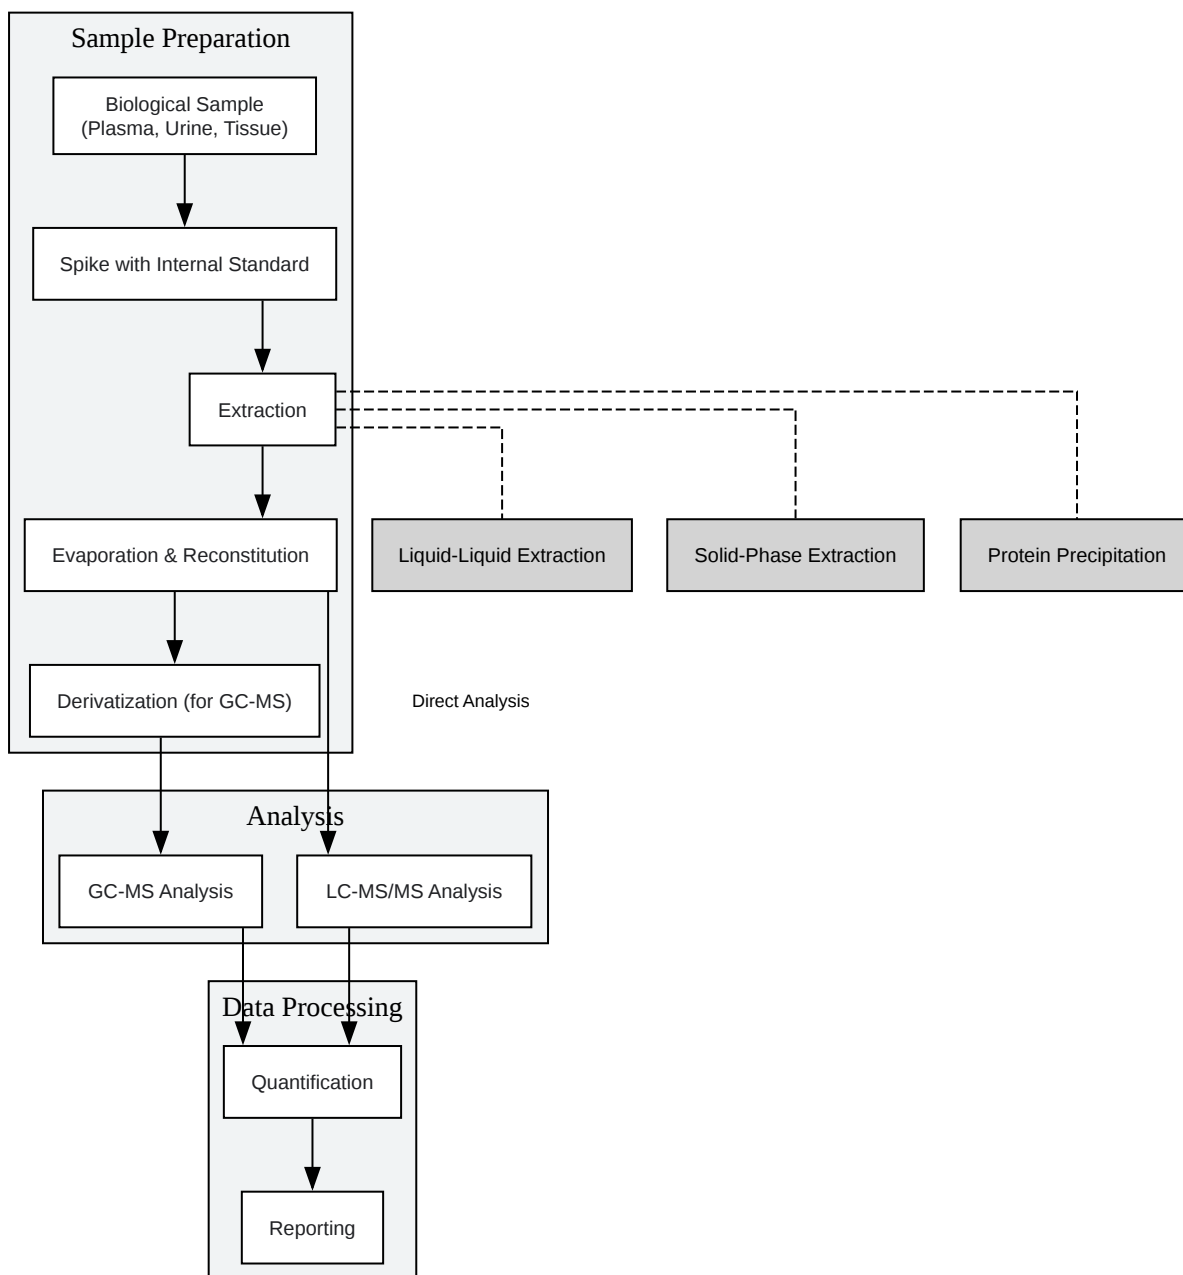 Sample Preparation
Biological Sample
(Plasma, Urine, Tissue)
Spike with Internal Standard
Extraction
Evaporation & Reconstitution
Liquid-Liquid Extraction
Solid-Phase Extraction
Protein Precipitation
Derivatization (for GC-MS)
Direct Analysis
Analysis
GC-MS Analysis
LC-MS/MS Analysis
Data Processing
Quantification
Reporting